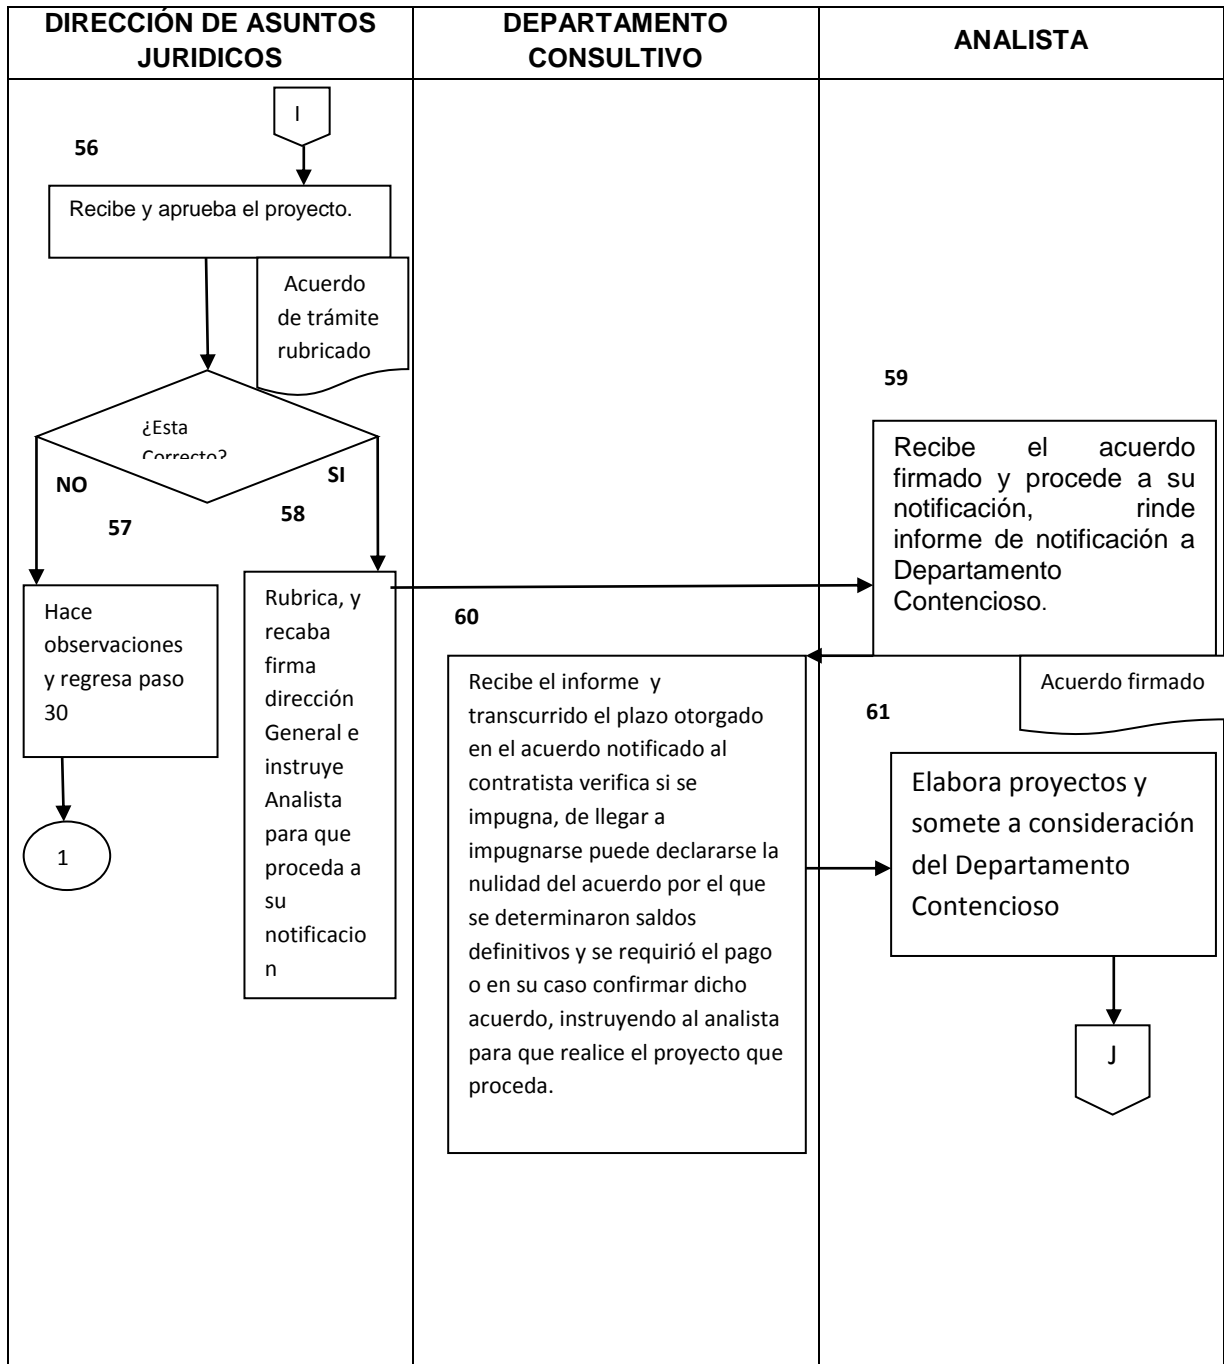 DIRECCIÓN DE ASUNTOS
JURIDICOS
DEPARTAMENTO
CONSULTIVO
ANALISTA
I
56
Recibe y aprueba el proyecto.
Acuerdo
de trámite
rubricado
¿Esta
Correcto?
NO
SI
57
58
Hace
observaciones
y regresa paso
30
1
Rubrica, y
recaba
firma
dirección
General e
instruye
Analista
para que
proceda a
su
notificacion
n
59
Recibe el acuerdo
firmado y procede a su
notificación, rinde
informe de notificación a
Departamento
Contencioso.
Acuerdo firmado
60
Recibe el informe y
transcurrido el plazo otorgado
en el acuerdo notificado al
contratista verifica si se
impugna, de llegar a
impugnarse puede declararse la
nulidad del acuerdo por el que
se determinaron saldos
definitivos y se requirió el pago
o en su caso confirmar dicho
acuerdo, instruyendo al analista
para que realice el proyecto que
proceda.
61
Elabora proyectos y
somete a consideración
del Departamento
Contencioso
J